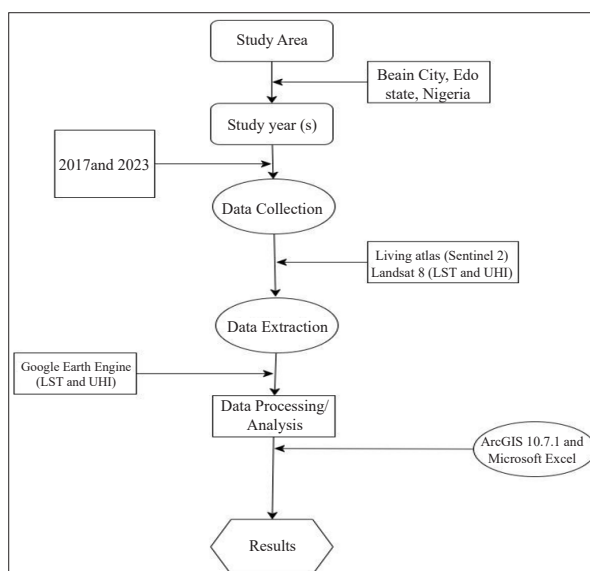 Study Area
Beain City, Edo
state, Nigeria
Study year (s)
2017and 2023
Data Collection
Living atlas (Sentinel 2)
Landsat 8 (LST and UHI)
Data Extraction
Google Earth Engine
(LST and UHI)
Data Processing/
Analysis
ArcGIS 10.7.1 and
Microsoft Excel
Results